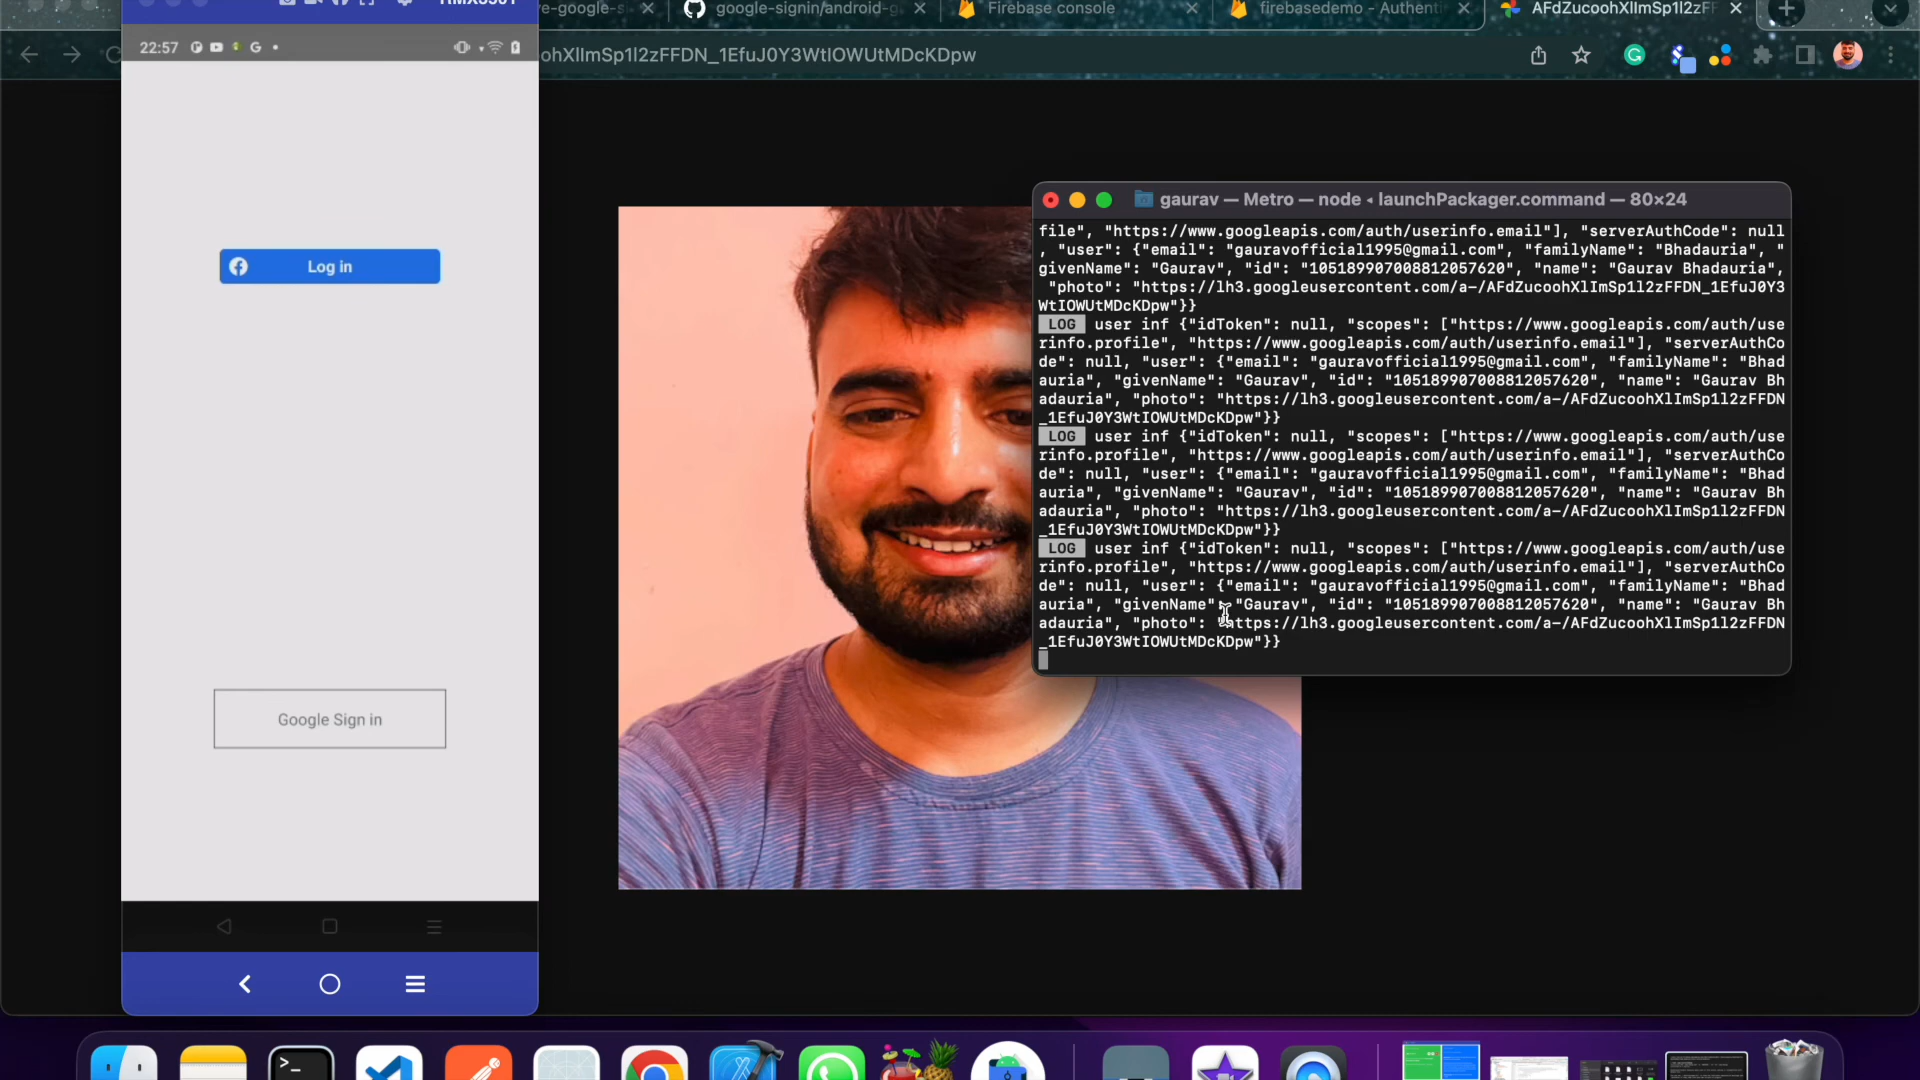 ve-google-s
google-signin/android-g
Firebase console
firebasedemo - Authenti
AFdZucoohXlImSp1l2zFF
ohXlImSp1l2zFFDN_1EfuJ0Y3WtIOWUtMDcKDpw
22:57
Log in
Google Sign in
gaurav — Metro — node ◂ launchPackager.command — 80×24
file", "https://www.googleapis.com/auth/userinfo.email"], "serverAuthCode": null
, "user": {"email": "gauravofficial1995@gmail.com", "familyName": "Bhadauria", "
givenName": "Gaurav", "id": "105189907008812057620", "name": "Gaurav Bhadauria",
"photo": "https://lh3.googleusercontent.com/a-/AFdZucoohXlImSp1l2zFFDN_1EfuJ0Y3
WtIOWUtMDcKDpw"}}
LOG user inf {"idToken": null, "scopes": ["https://www.googleapis.com/auth/use
rinfo.profile", "https://www.googleapis.com/auth/userinfo.email"], "serverAuthCo
de": null, "user": {"email": "gauravofficial1995@gmail.com", "familyName": "Bhad
auria", "givenName": "Gaurav", "id": "105189907008812057620", "name": "Gaurav Bh
adauria", "photo": "https://lh3.googleusercontent.com/a-/AFdZucoohXlImSp1l2zFFDN
_1EfuJ0Y3WtIOWUtMDcKDpw"}}
LOG user inf {"idToken": null, "scopes": ["https://www.googleapis.com/auth/use
rinfo.profile", "https://www.googleapis.com/auth/userinfo.email"], "serverAuthCo
de": null, "user": {"email": "gauravofficial1995@gmail.com", "familyName": "Bhad
auria", "givenName": "Gaurav", "id": "105189907008812057620", "name": "Gaurav Bh
adauria", "photo": "https://lh3.googleusercontent.com/a-/AFdZucoohXlImSp1l2zFFDN
_1EfuJ0Y3WtIOWUtMDcKDpw"}}
LOG user inf {"idToken": null, "scopes": ["https://www.googleapis.com/auth/use
rinfo.profile", "https://www.googleapis.com/auth/userinfo.email"], "serverAuthCo
de": null, "user": {"email": "gauravofficial1995@gmail.com", "familyName": "Bhad
auria", "givenName": "Gaurav", "id": "105189907008812057620", "name": "Gaurav Bh
adauria", "photo": "https://lh3.googleusercontent.com/a-/AFdZucoohXlImSp1l2zFFDN
_1EfuJ0Y3WtIOWUtMDcKDpw"}}